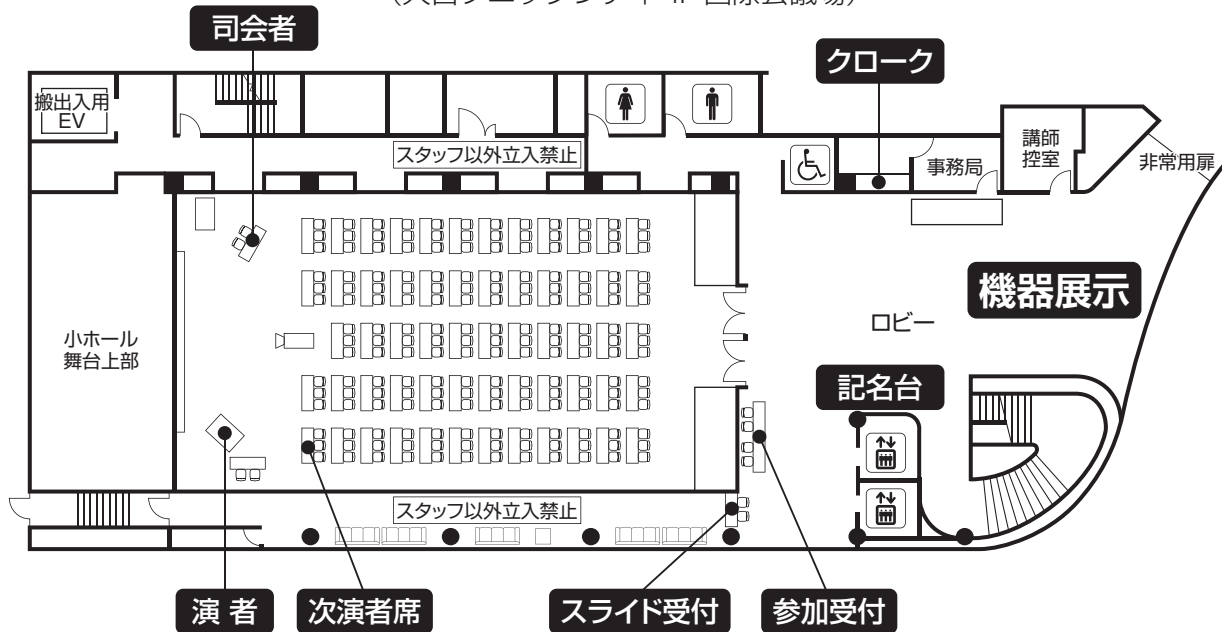 司会者
クローク
搬出入用
EV
スタッフ以外立入禁止
事務局
講師
控室
非常用扉
機器展示
小ホール
舞台上部
ロビー
記名台
スタッフ以外立入禁止
演 者
次演者席
スライド受付
参加受付